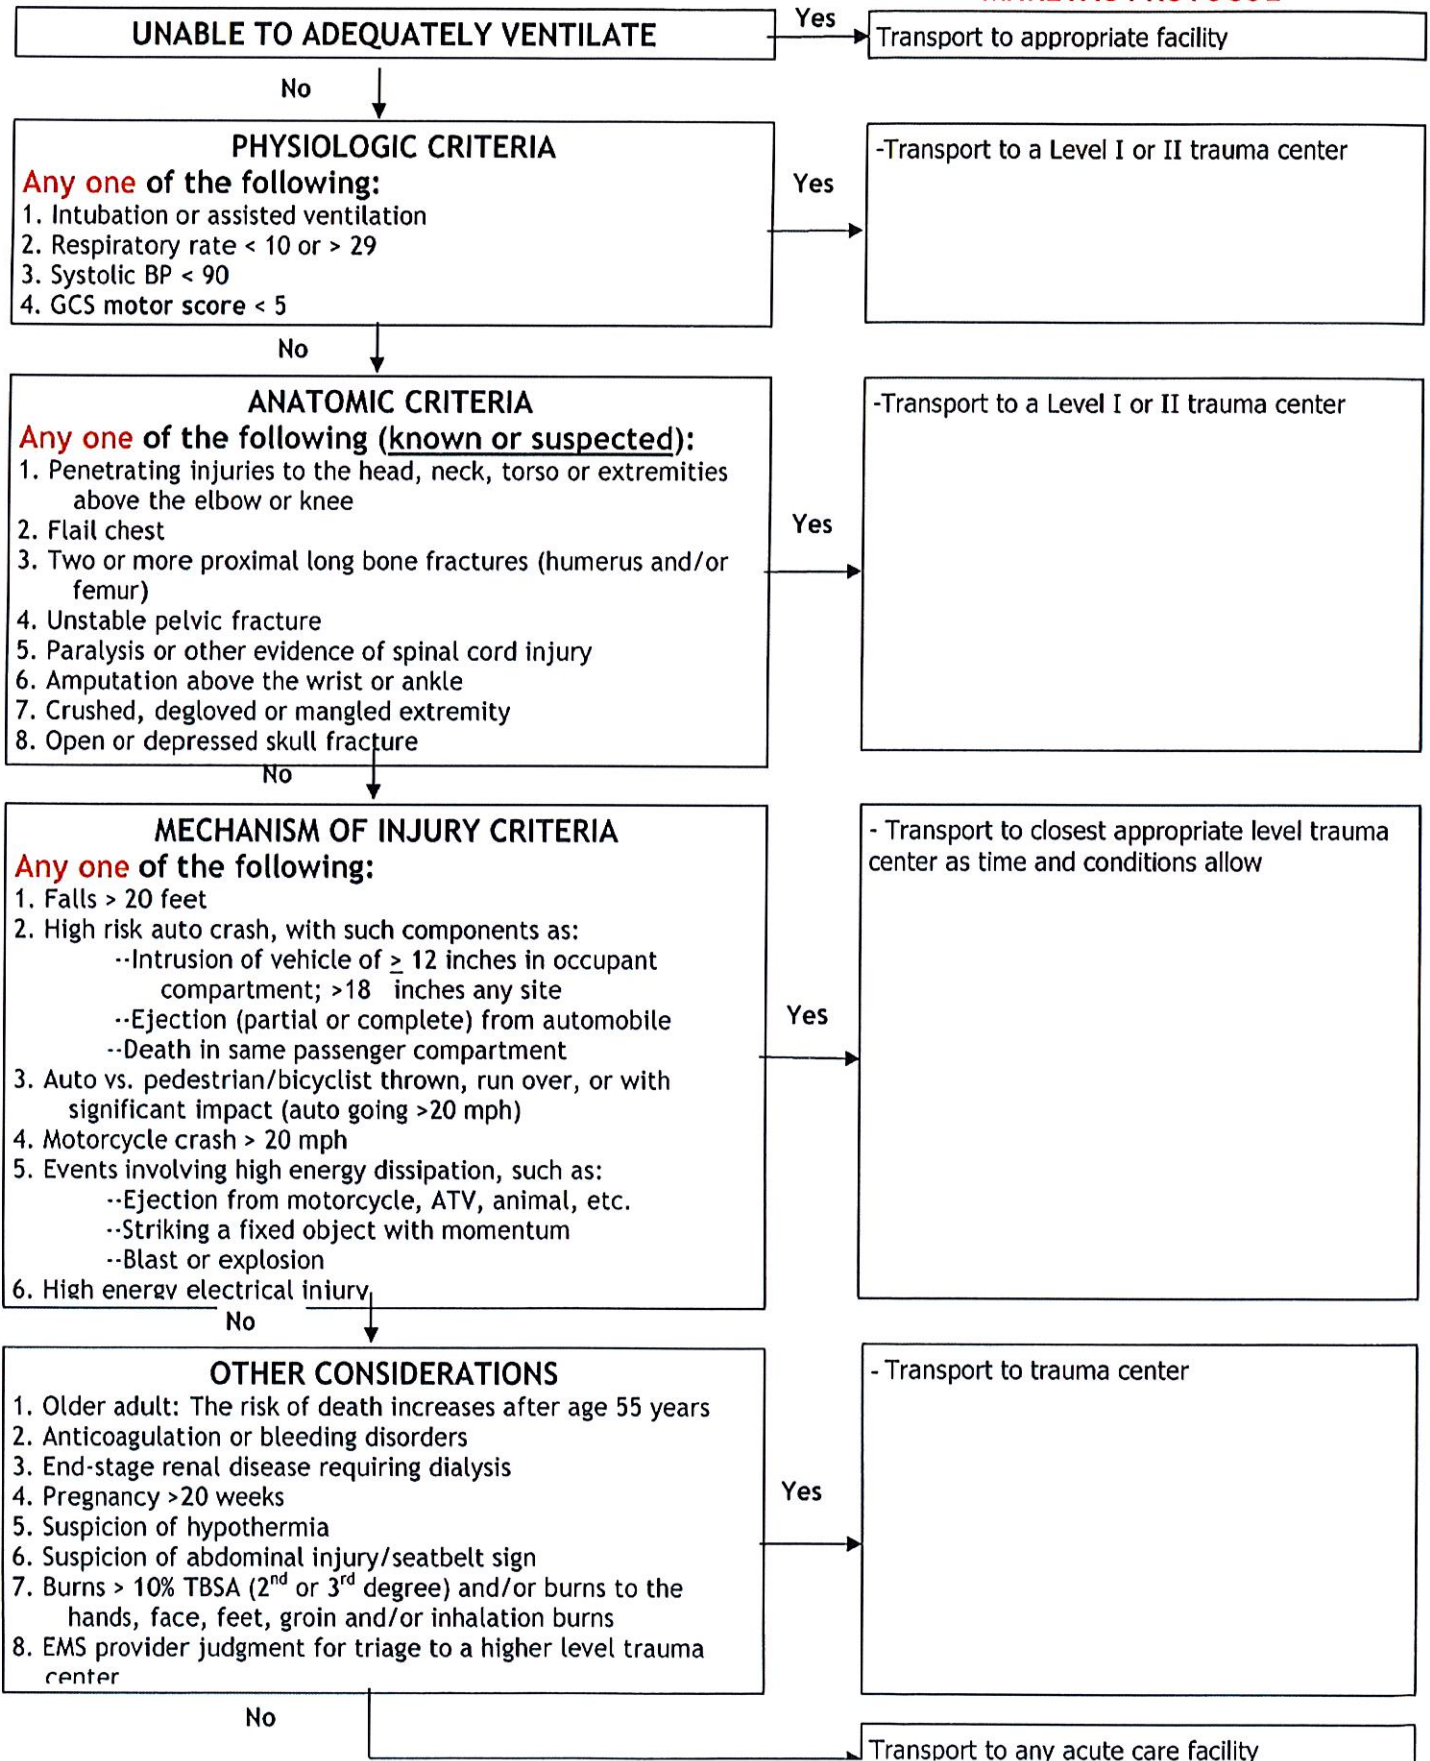 UNABLE TO ADEQUATELY VENTILATE
Yes
Transport to appropriate facility
No
PHYSIOLOGIC CRITERIA
Any one of the following:
1. Intubation or assisted ventilation
2. Respiratory rate < 10 or > 29
3. Systolic BP < 90
4. GCS motor score < 5
Yes
-Transport to a Level I or II trauma center
No
ANATOMIC CRITERIA
Any one of the following (known or suspected):
1. Penetrating injuries to the head, neck, torso or extremities
above the elbow or knee
2. Flail chest
3. Two or more proximal long bone fractures (humerus and/or
femur)
4. Unstable pelvic fracture
5. Paralysis or other evidence of spinal cord injury
6. Amputation above the wrist or ankle
7. Crushed, degloved or mangled extremity
8. Open or depressed skull fracture
Yes
-Transport to a Level I or II trauma center
No
MECHANISM OF INJURY CRITERIA
Any one of the following:
1. Falls > 20 feet
2. High risk auto crash, with such components as:
--Intrusion of vehicle of ≥ 12 inches in occupant
compartment; >18 inches any site
--Ejection (partial or complete) from automobile
--Death in same passenger compartment
3. Auto vs. pedestrian/bicyclist thrown, run over, or with
significant impact (auto going >20 mph)
4. Motorcycle crash > 20 mph
5. Events involving high energy dissipation, such as:
--Ejection from motorcycle, ATV, animal, etc.
--Striking a fixed object with momentum
--Blast or explosion
6. High energy electrical injury
Yes
- Transport to closest appropriate level trauma
center as time and conditions allow
No
OTHER CONSIDERATIONS
1. Older adult: The risk of death increases after age 55 years
2. Anticoagulation or bleeding disorders
3. End-stage renal disease requiring dialysis
4. Pregnancy >20 weeks
5. Suspicion of hypothermia
6. Suspicion of abdominal injury/seatbelt sign
7. Burns > 10% TBSA (2nd or 3rd degree) and/or burns to the
hands, face, feet, groin and/or inhalation burns
8. EMS provider judgment for triage to a higher level trauma
center
Yes
- Transport to trauma center
No
Transport to any acute care facility